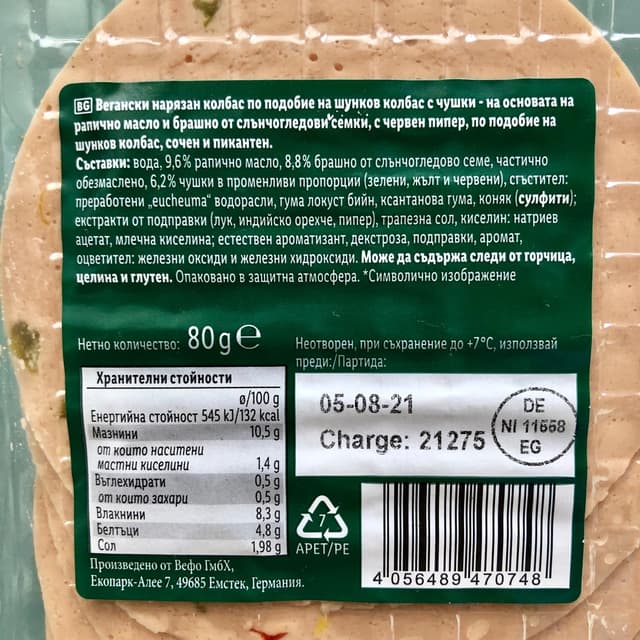 BG Вегански нарязан колбас по подобие на шунков колбас с чушки - на основата на
рапично масло и брашно от слънчогледови семки, с червен пипер, по подобие на
шунков колбас, сочен и пикантен.
Съставки: вода, 9,6% рапично масло, 8,8% брашно от слънчогледово семе, частично
обезмаслено, 6,2% чушки в променливи пропорции (зелени, жълт и червени), сгъстител:
преработени „eucheuma“ водорасли, гума локуст бийн, ксантанова гума, коняк (сулфити);
екстракти от подправки (лук, индийско орехче, пипер), трапезна сол, киселин: натриев
ацетат, млечна киселина; естествен ароматизант, декстроза, подправки, аромат,
оцветител: железни оксиди и железни хидроксиди. Може да съдържа следи от горчица,
целина и глутен. Опаковано в защитна атмосфера. *Символично изображение
Нетно количество: 80 g e
Неотворен, при съхранение до +7°C, използвай
преди:/Партида:
Хранителни стойности
ø/100 g
Енергийна стойност 545 kJ/132 kcal
Мазнини 10,5 g
от които наситени
мастни киселини 1,4 g
Въглехидрати 0,5 g
от които захари 0,5 g
Влакнини 8,3 g
Белтъци 4,8 g
Сол 1,98 g
05-08-21
Charge: 21275
DE
NI 11558
EG
7
APET/PE
4 056489 470748
Произведено от Вефо ГмбХ,
Екопарк-Алее 7, 49685 Емстек, Германия.